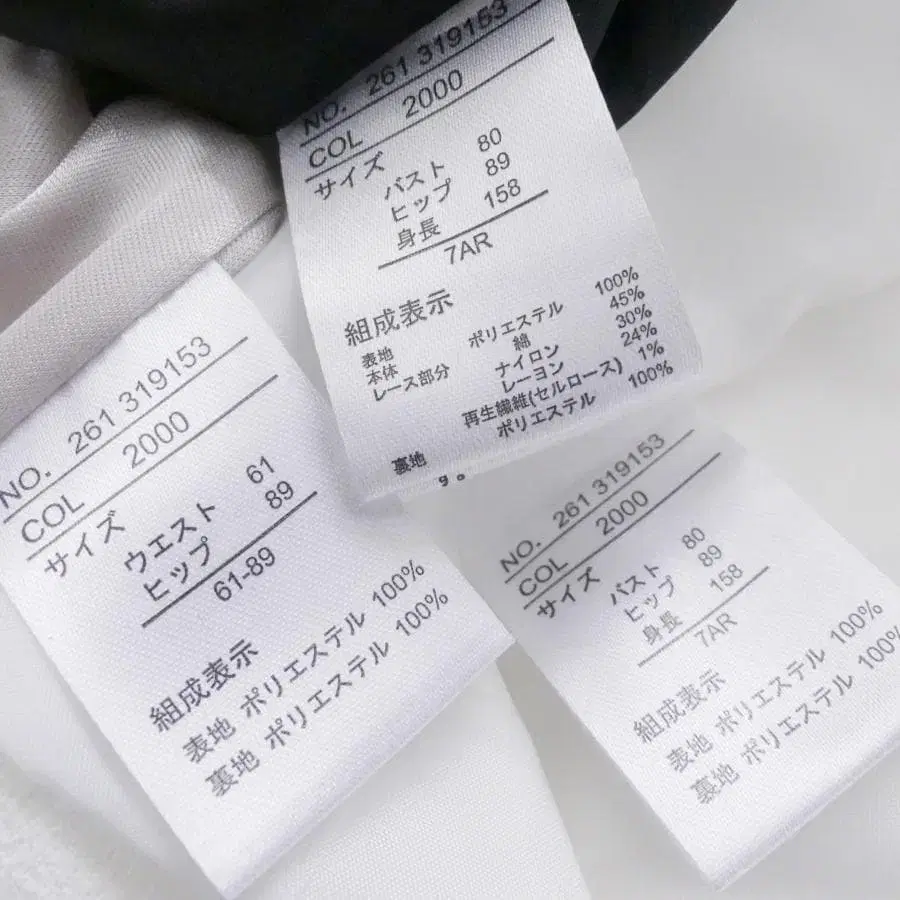 NO. 261 319153
COL 2000
サイズ
バスト 80
ヒップ 89
身長 158
7AR
組成表示
表地
本体 ポリエステル 100%
レース部分 綿 45%
ナイロン 30%
レーヨン 24%
再生繊維(セルロース) 1%
裏地 ポリエステル 100%
NO. 261 319153
COL 2000
サイズ
ウエスト 61
ヒップ 89
61-89
組成表示
表地 ポリエステル 100%
裏地 ポリエステル 100%
NO. 261 319153
COL 2000
サイズ
バスト 80
ヒップ 89
身長 158
7AR
組成表示
表地 ポリエステル 100%
裏地 ポリエステル 100%